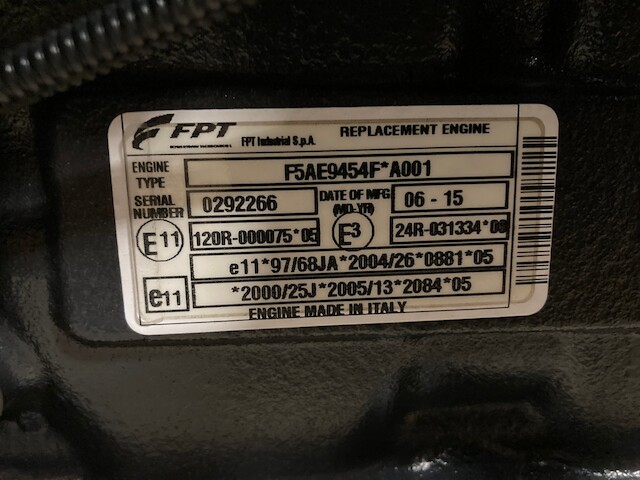 FPT
FPT Industrial S.p.A.
REPLACEMENT ENGINE
ENGINE TYPE
F5AE9454F*A001
SERIAL NUMBER
0292266
DATE OF MFG (MO-YR)
06 - 15
E11
120R-000075*05
E3
24R-031334*03
e11*97/68JA*2004/26*0881*05
e11
*2000/25J*2005/13*2084*05
ENGINE MADE IN ITALY